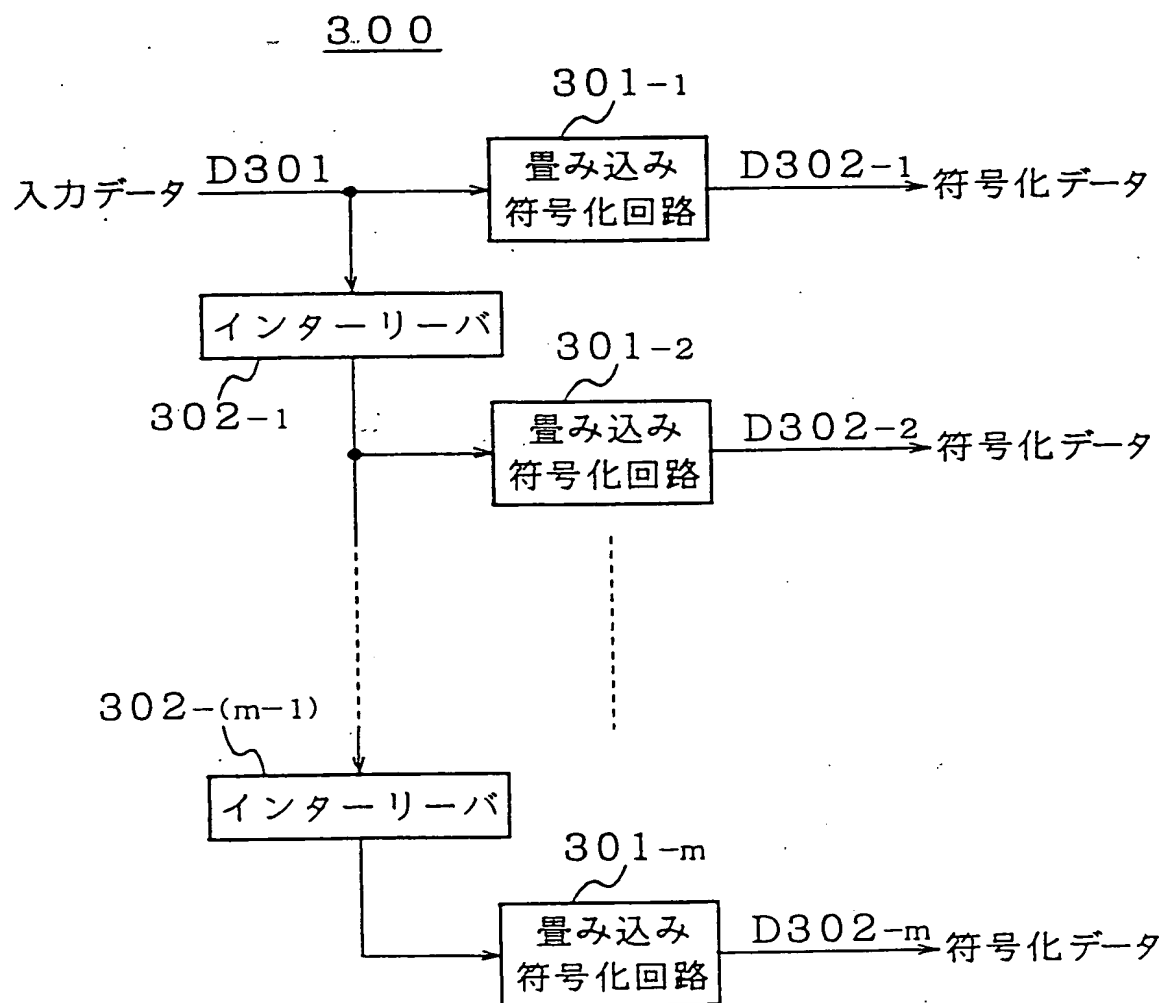 300
301-1
入力データ
D301
畳み込み
符号化回路
D302-1
符号化データ
インターリーバ
302-1
301-2
畳み込み
符号化回路
D302-2
符号化データ
302-(m-1)
インターリーバ
301-m
畳み込み
符号化回路
D302-m
符号化データ